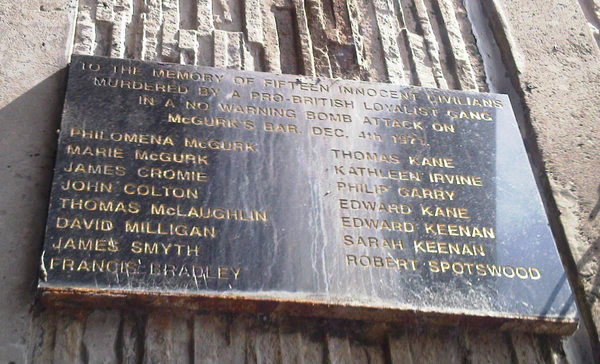 TO THE MEMORY OF FIFTEEN INNOCENT CIVILIANS
MURDERED BY A PRO-BRITISH LOYALIST GANG
IN A NO WARNING BOMB ATTACK ON
McGURK'S BAR, DEC. 4TH 1971.
PHILOMENA McGURK
MARIE McGURK
JAMES CROMIE
JOHN COLTON
THOMAS McLAUGHLIN
DAVID MILLIGAN
JAMES SMYTH
FRANCIS BRADLEY
THOMAS KANE
KATHLEEN IRVINE
PHILIP GARRY
EDWARD KANE
EDWARD KEENAN
SARAH KEENAN
ROBERT SPOTSWOOD